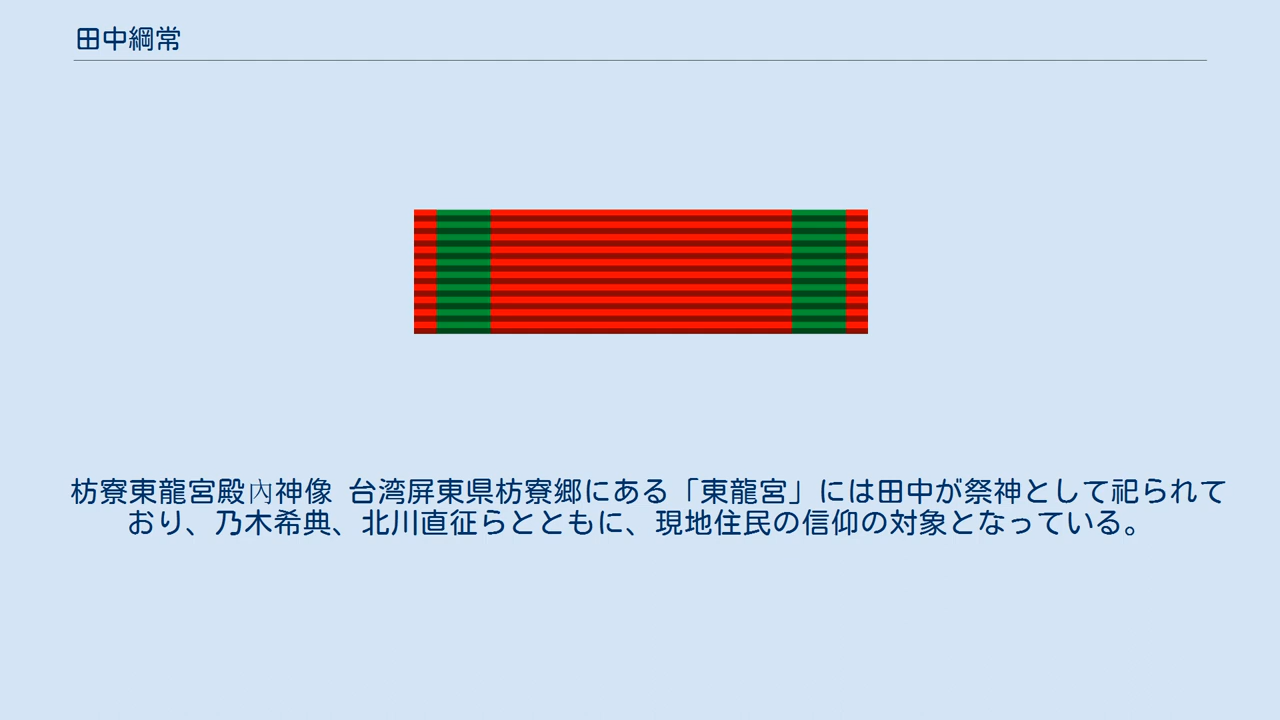 田中綱常
枋寮東龍宮殿內神像 台湾屏東県枋寮郷にある「東龍宮」には田中が祭神として祀られて
おり、乃木希典、北川直征らとともに、現地住民の信仰の対象となっている。